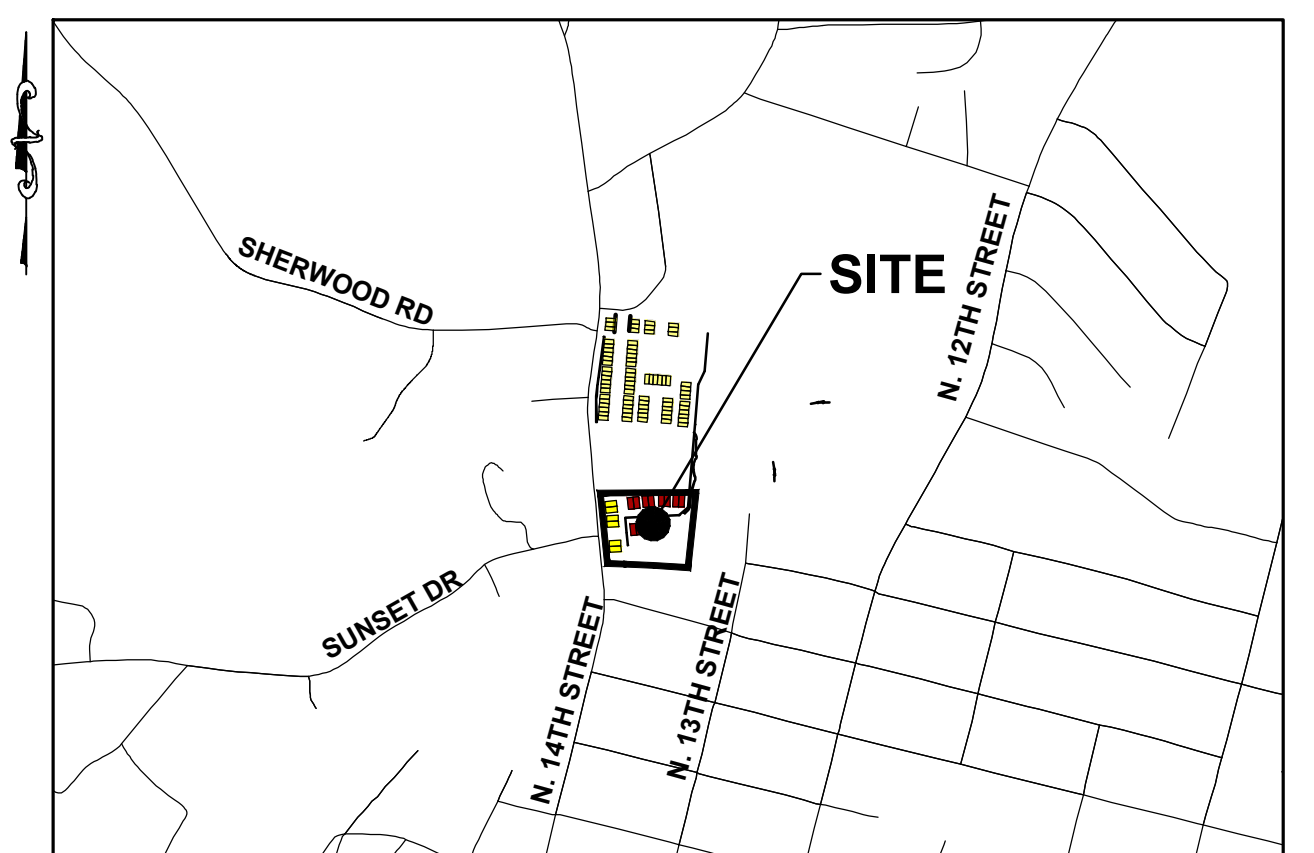 SHERWOOD RD
SITE
N. 12TH STREET
SUNSET DR
N. 14TH STREET
N. 13TH STREET